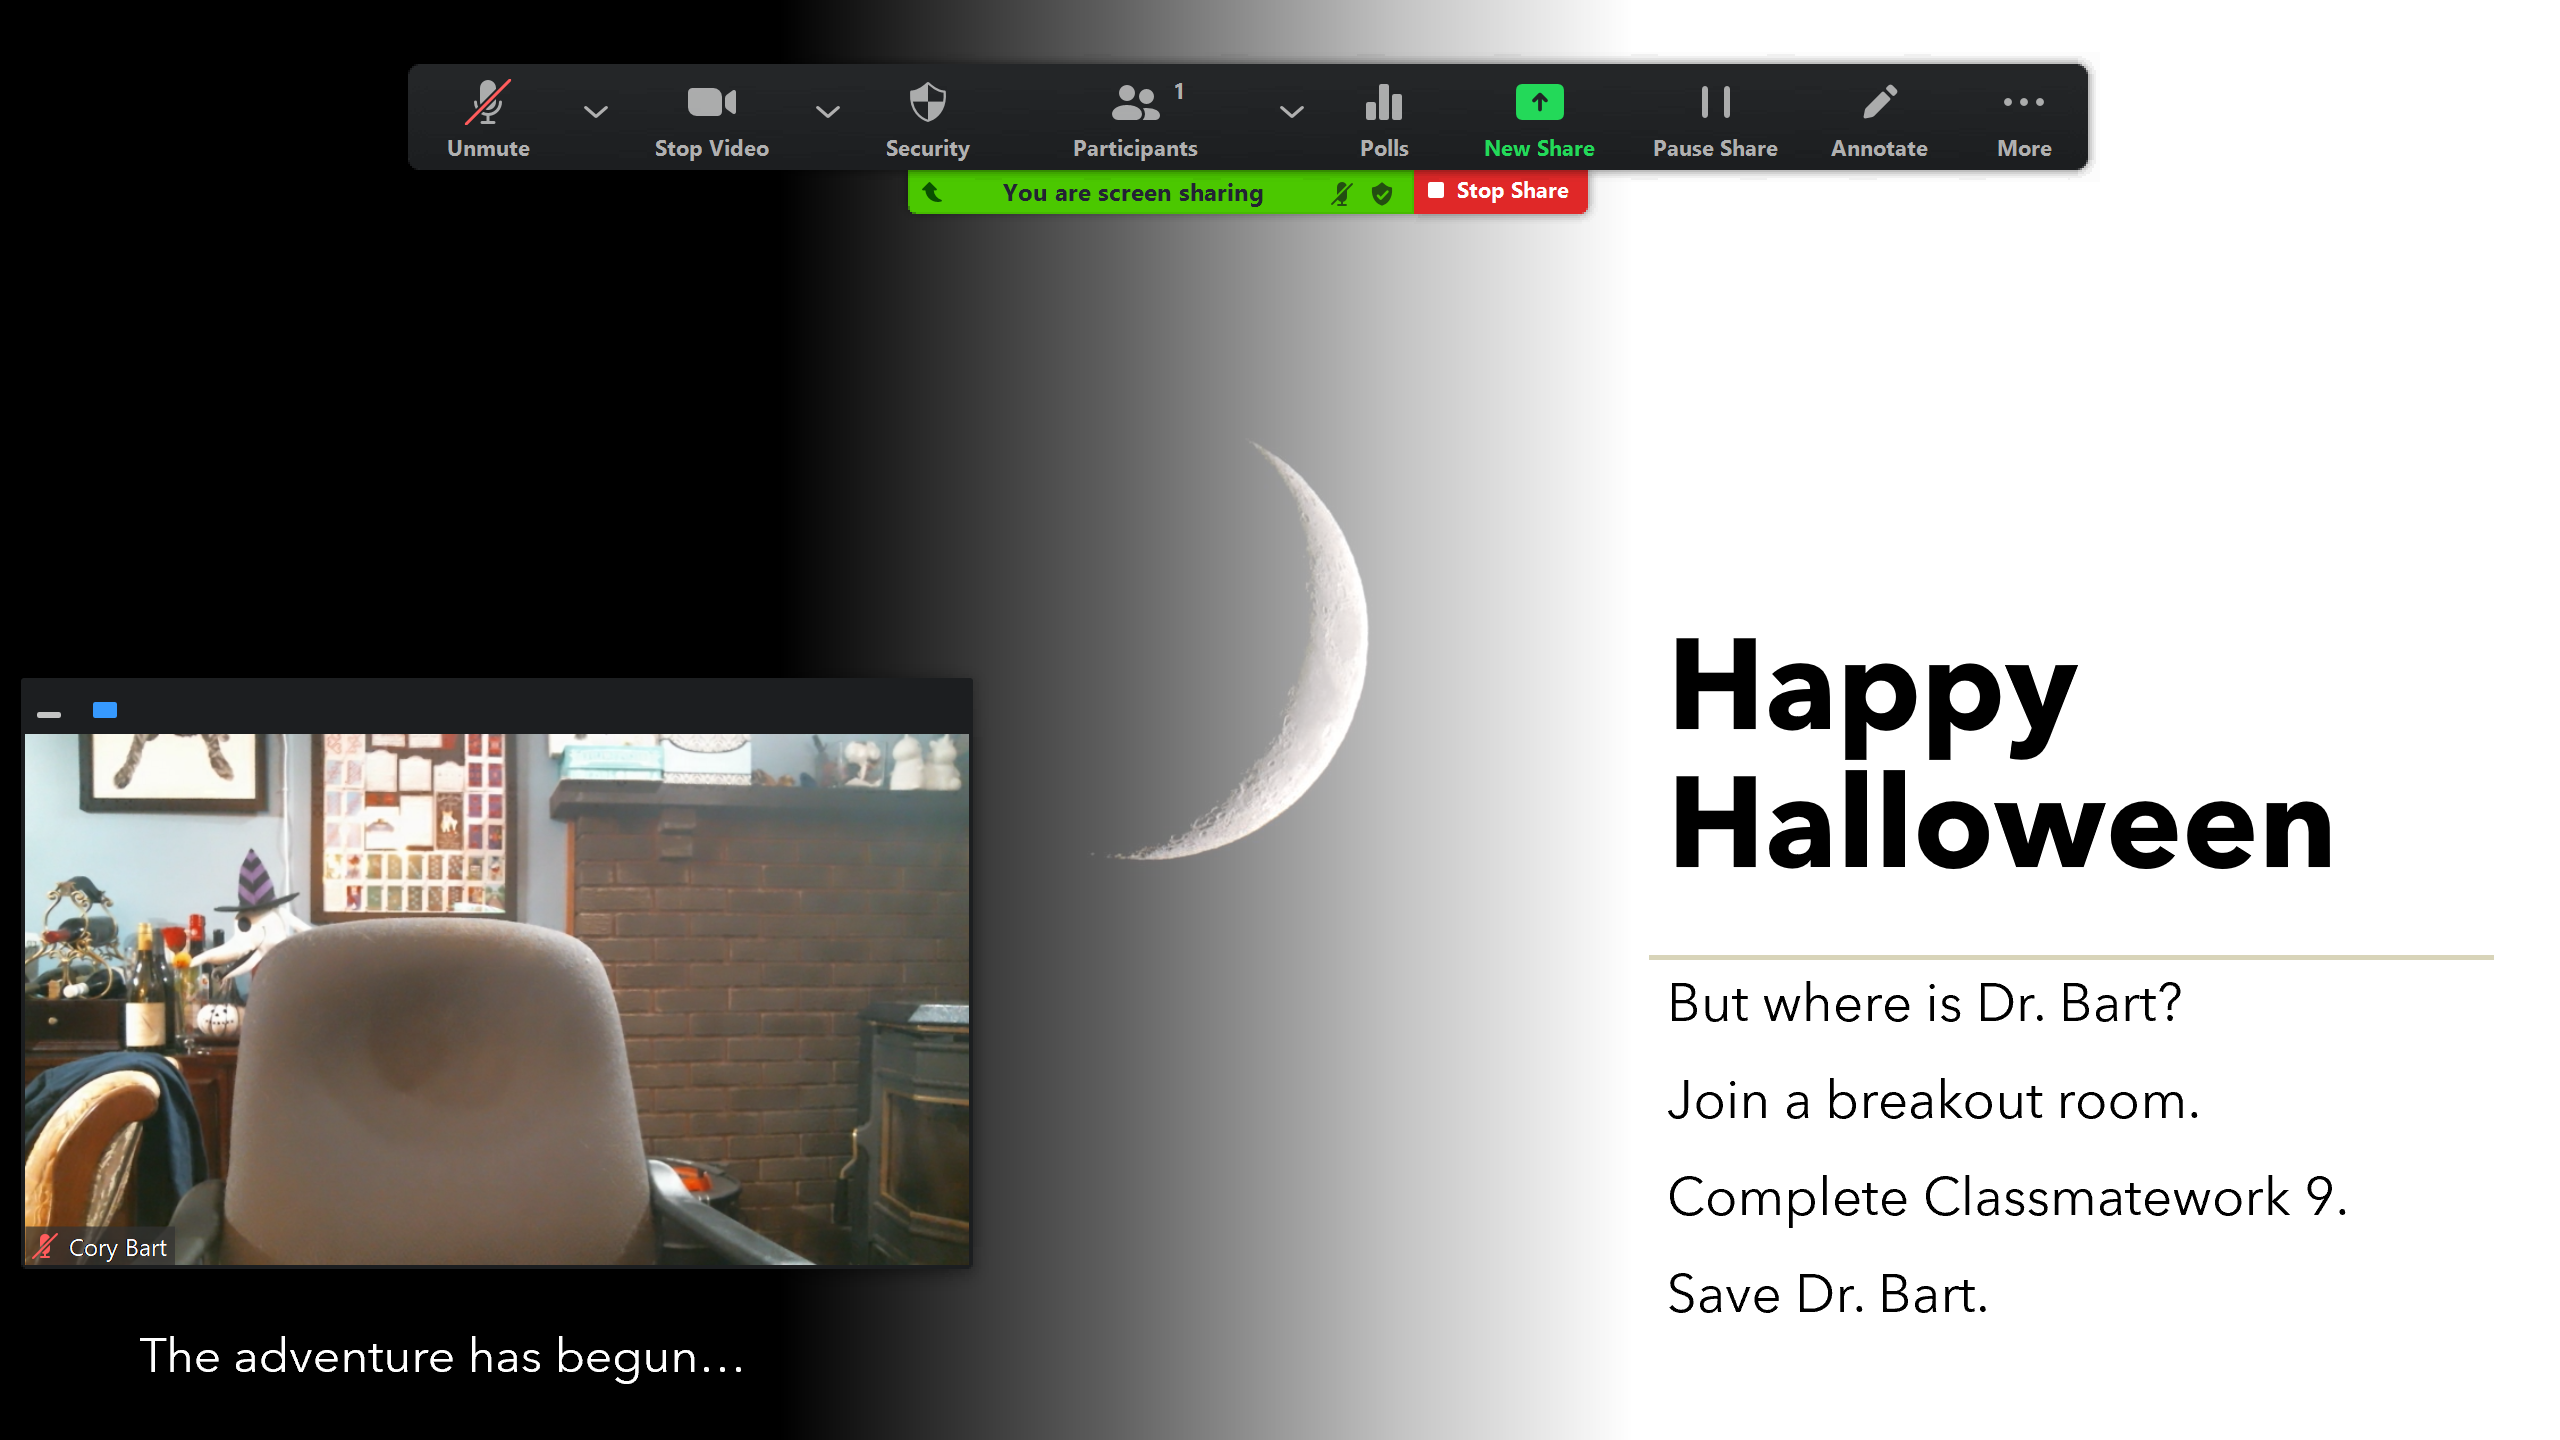 Unmute
Stop Video
Security
Participants
1
Polls
New Share
Pause Share
Annotate
More
You are screen sharing
Stop Share
Happy
Halloween
But where is Dr. Bart?
Join a breakout room.
Complete Classmatework 9.
Save Dr. Bart.
Cory Bart
The adventure has begun...